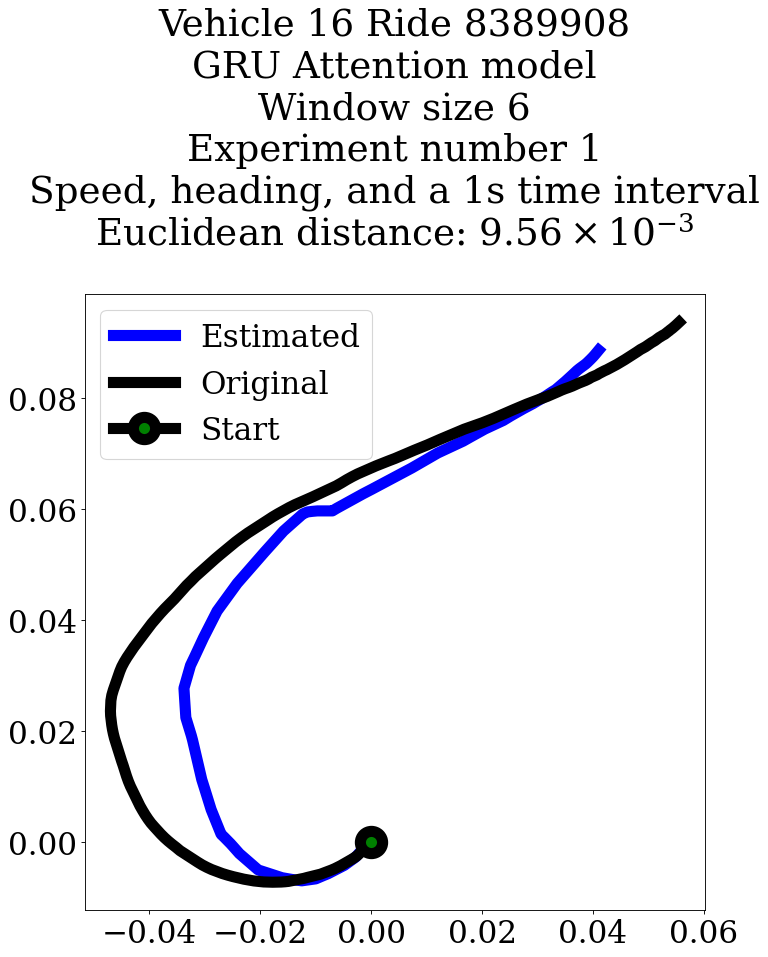 Vehicle 16 Ride 8389908
GRU Attention model
Window size 6
Experiment number 1
Speed, heading, and a 1s time interval
Euclidean distance: 9.56 × 10⁻³
Estimated
Original
Start
0.08
0.06
0.04
0.02
0.00
−0.04 −0.02 0.00 0.02 0.04 0.06